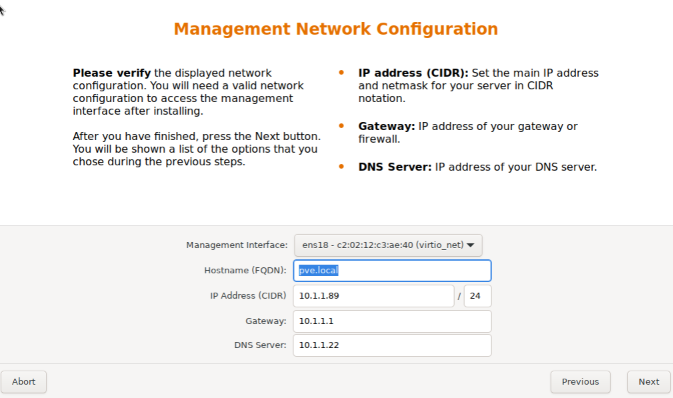 Management Network Configuration
Please verify the displayed network
configuration. You will need a valid network
configuration to access the management
interface after installing.
After you have finished, press the Next button.
You will be shown a list of the options that you
chose during the previous steps.
• IP address (CIDR): Set the main IP address
and netmask for your server in CIDR
notation.
• Gateway: IP address of your gateway or
firewall.
• DNS Server: IP address of your DNS server.
Management Interface: ens18 - c2:02:12:c3:ae:40 (virtio_net)
Hostname (FQDN): pve.local
IP Address (CIDR) 10.1.1.89 / 24
Gateway: 10.1.1.1
DNS Server: 10.1.1.22
Abort Previous Next